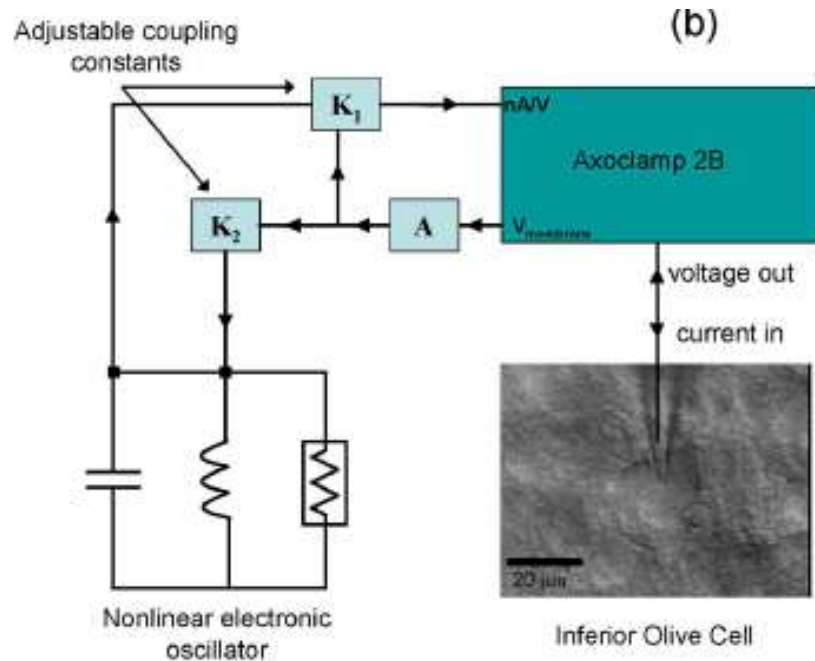 (b)
Adjustable coupling
constants
K1
nA/V
Axoclamp 2B
K2
A
Vmembrane
voltage out
current in
20 µm
Nonlinear electronic
oscillator
Inferior Olive Cell